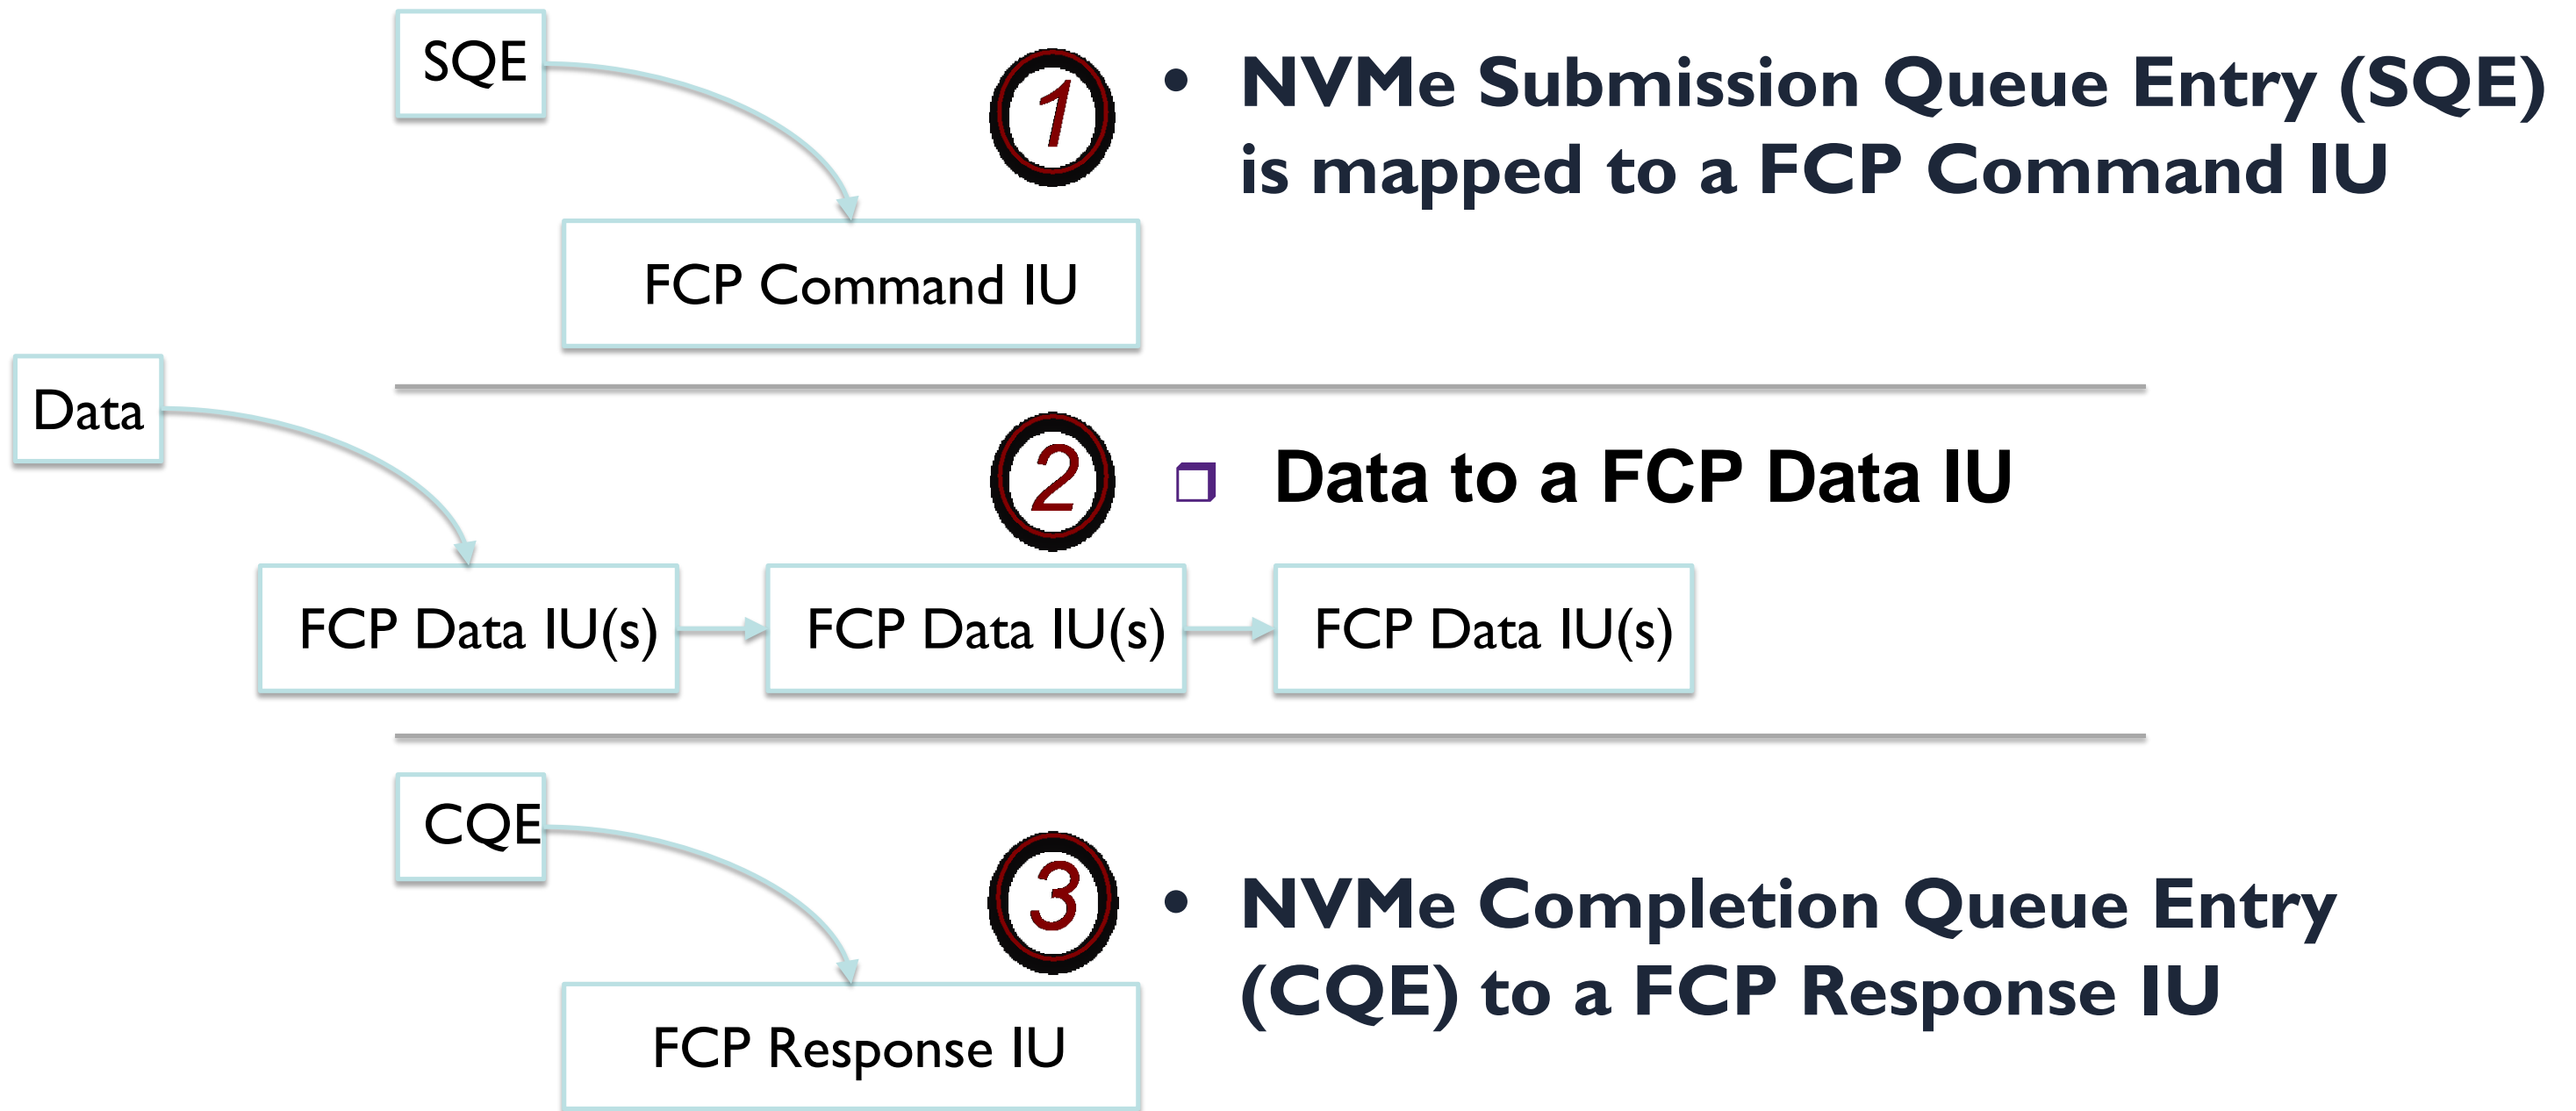 SQE
1
• NVMe Submission Queue Entry (SQE)
is mapped to a FCP Command IU
FCP Command IU
Data
2
❒ Data to a FCP Data IU
FCP Data IU(s)
FCP Data IU(s)
FCP Data IU(s)
CQE
3
• NVMe Completion Queue Entry
(CQE) to a FCP Response IU
FCP Response IU